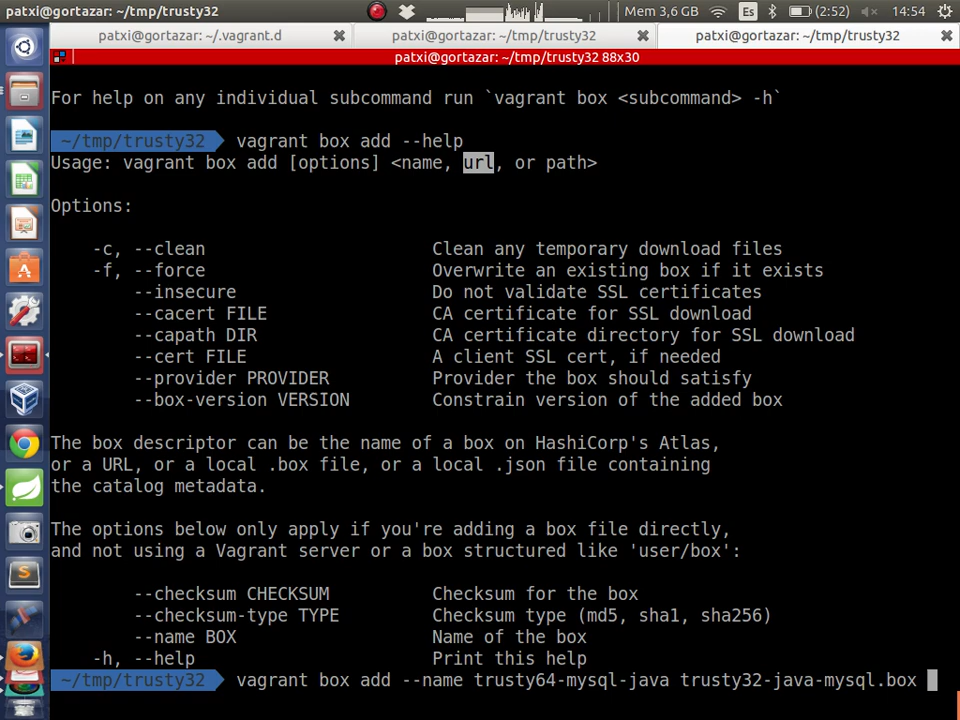 patxi@gortazar: ~/tmp/trusty32 Mem 3,6 GB Es (2:52) 14:54
patxi@gortazar: ~/.vagrant.d patxi@gortazar: ~/tmp/trusty32 patxi@gortazar: ~/tmp/trusty32
patxi@gortazar: ~/tmp/trusty32 88x30
For help on any individual subcommand run `vagrant box <subcommand> -h`
~/tmp/trusty32 vagrant box add --help
Usage: vagrant box add [options] <name, url, or path>
Options:
-c, --clean Clean any temporary download files
-f, --force Overwrite an existing box if it exists
--insecure Do not validate SSL certificates
--cacert FILE CA certificate for SSL download
--capath DIR CA certificate directory for SSL download
--cert FILE A client SSL cert, if needed
--provider PROVIDER Provider the box should satisfy
--box-version VERSION Constrain version of the added box
The box descriptor can be the name of a box on HashiCorp's Atlas,
or a URL, or a local .box file, or a local .json file containing
the catalog metadata.
The options below only apply if you're adding a box file directly,
and not using a Vagrant server or a box structured like 'user/box':
--checksum CHECKSUM Checksum for the box
--checksum-type TYPE Checksum type (md5, sha1, sha256)
--name BOX Name of the box
-h, --help Print this help
~/tmp/trusty32 vagrant box add --name trusty64-mysql-java trusty32-java-mysql.box